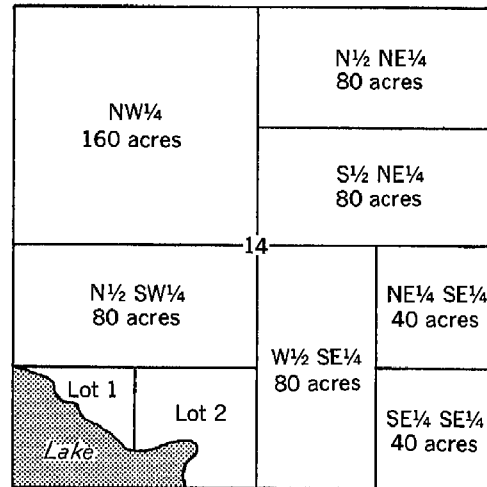 NW¼
160 acres
N½ NE¼
80 acres
S½ NE¼
80 acres
14
N½ SW¼
80 acres
Lot 1
Lot 2
Lake
W½ SE¼
80 acres
NE¼ SE¼
40 acres
SE¼ SE¼
40 acres